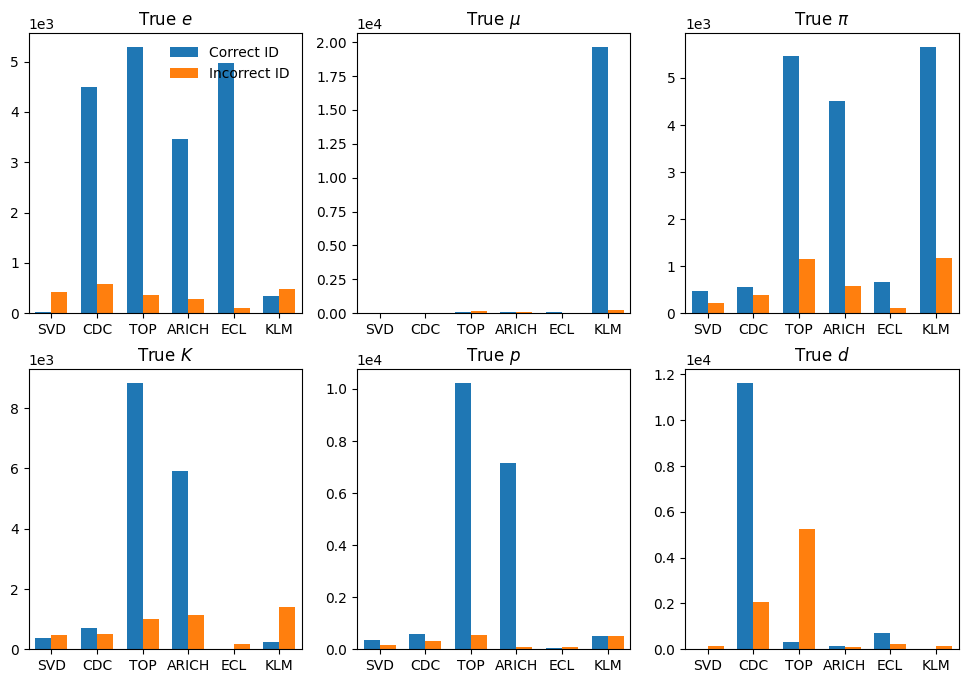 True e
1e3
Correct ID
Incorrect ID
5
4
3
2
1
0
SVD CDC TOP ARICH ECL KLM
True μ
1e4
2.00
1.75
1.50
1.25
1.00
0.75
0.50
0.25
0.00
SVD CDC TOP ARICH ECL KLM
True π
1e3
5
4
3
2
1
0
SVD CDC TOP ARICH ECL KLM
True K
1e3
8
6
4
2
0
SVD CDC TOP ARICH ECL KLM
True p
1e4
1.0
0.8
0.6
0.4
0.2
0.0
SVD CDC TOP ARICH ECL KLM
True d
1e4
1.2
1.0
0.8
0.6
0.4
0.2
0.0
SVD CDC TOP ARICH ECL KLM